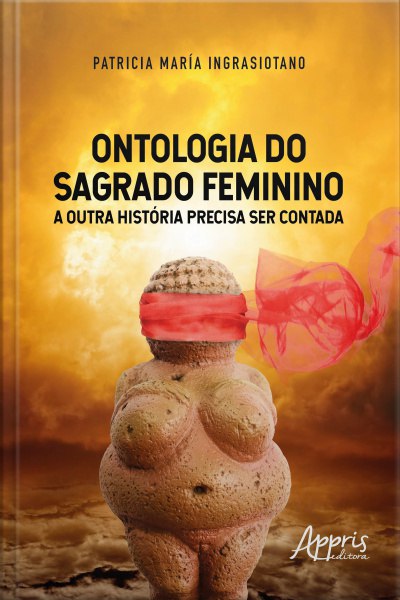 PATRICIA MARÍA INGRASIOTANO
ONTOLOGIA DO
SAGRADO FEMININO
A OUTRA HISTÓRIA PRECISA SER CONTADA
Appris
editora